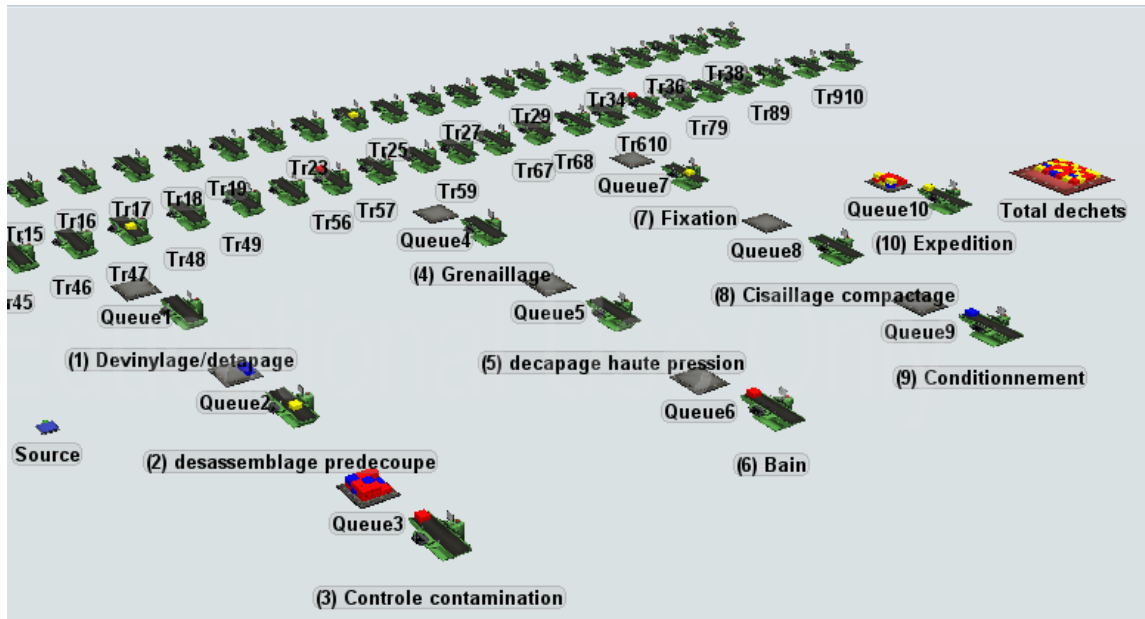 Tr38
Tr36
Tr34
Tr910
Tr29
Tr89
Tr27
Tr79
Tr25
Tr610
Tr23
Tr68
Tr67
Tr19
Tr57
Tr59
Queue7
Tr18
Tr56
Tr17
Tr49
Queue4
(7) Fixation
Queue10
Total dechets
Tr16
Tr15
Tr48
Queue8
(10) Expedition
Tr47
Tr46
r45
(4) Grenaillage
(8) Cisaillage compactage
Queue1
Queue5
Queue9
(1) Devinylage/detapage
(5) decapage haute pression
(9) Conditionnement
Queue2
Queue6
Source
(2) desassemblage predecoupe
(6) Bain
Queue3
(3) Controle contamination